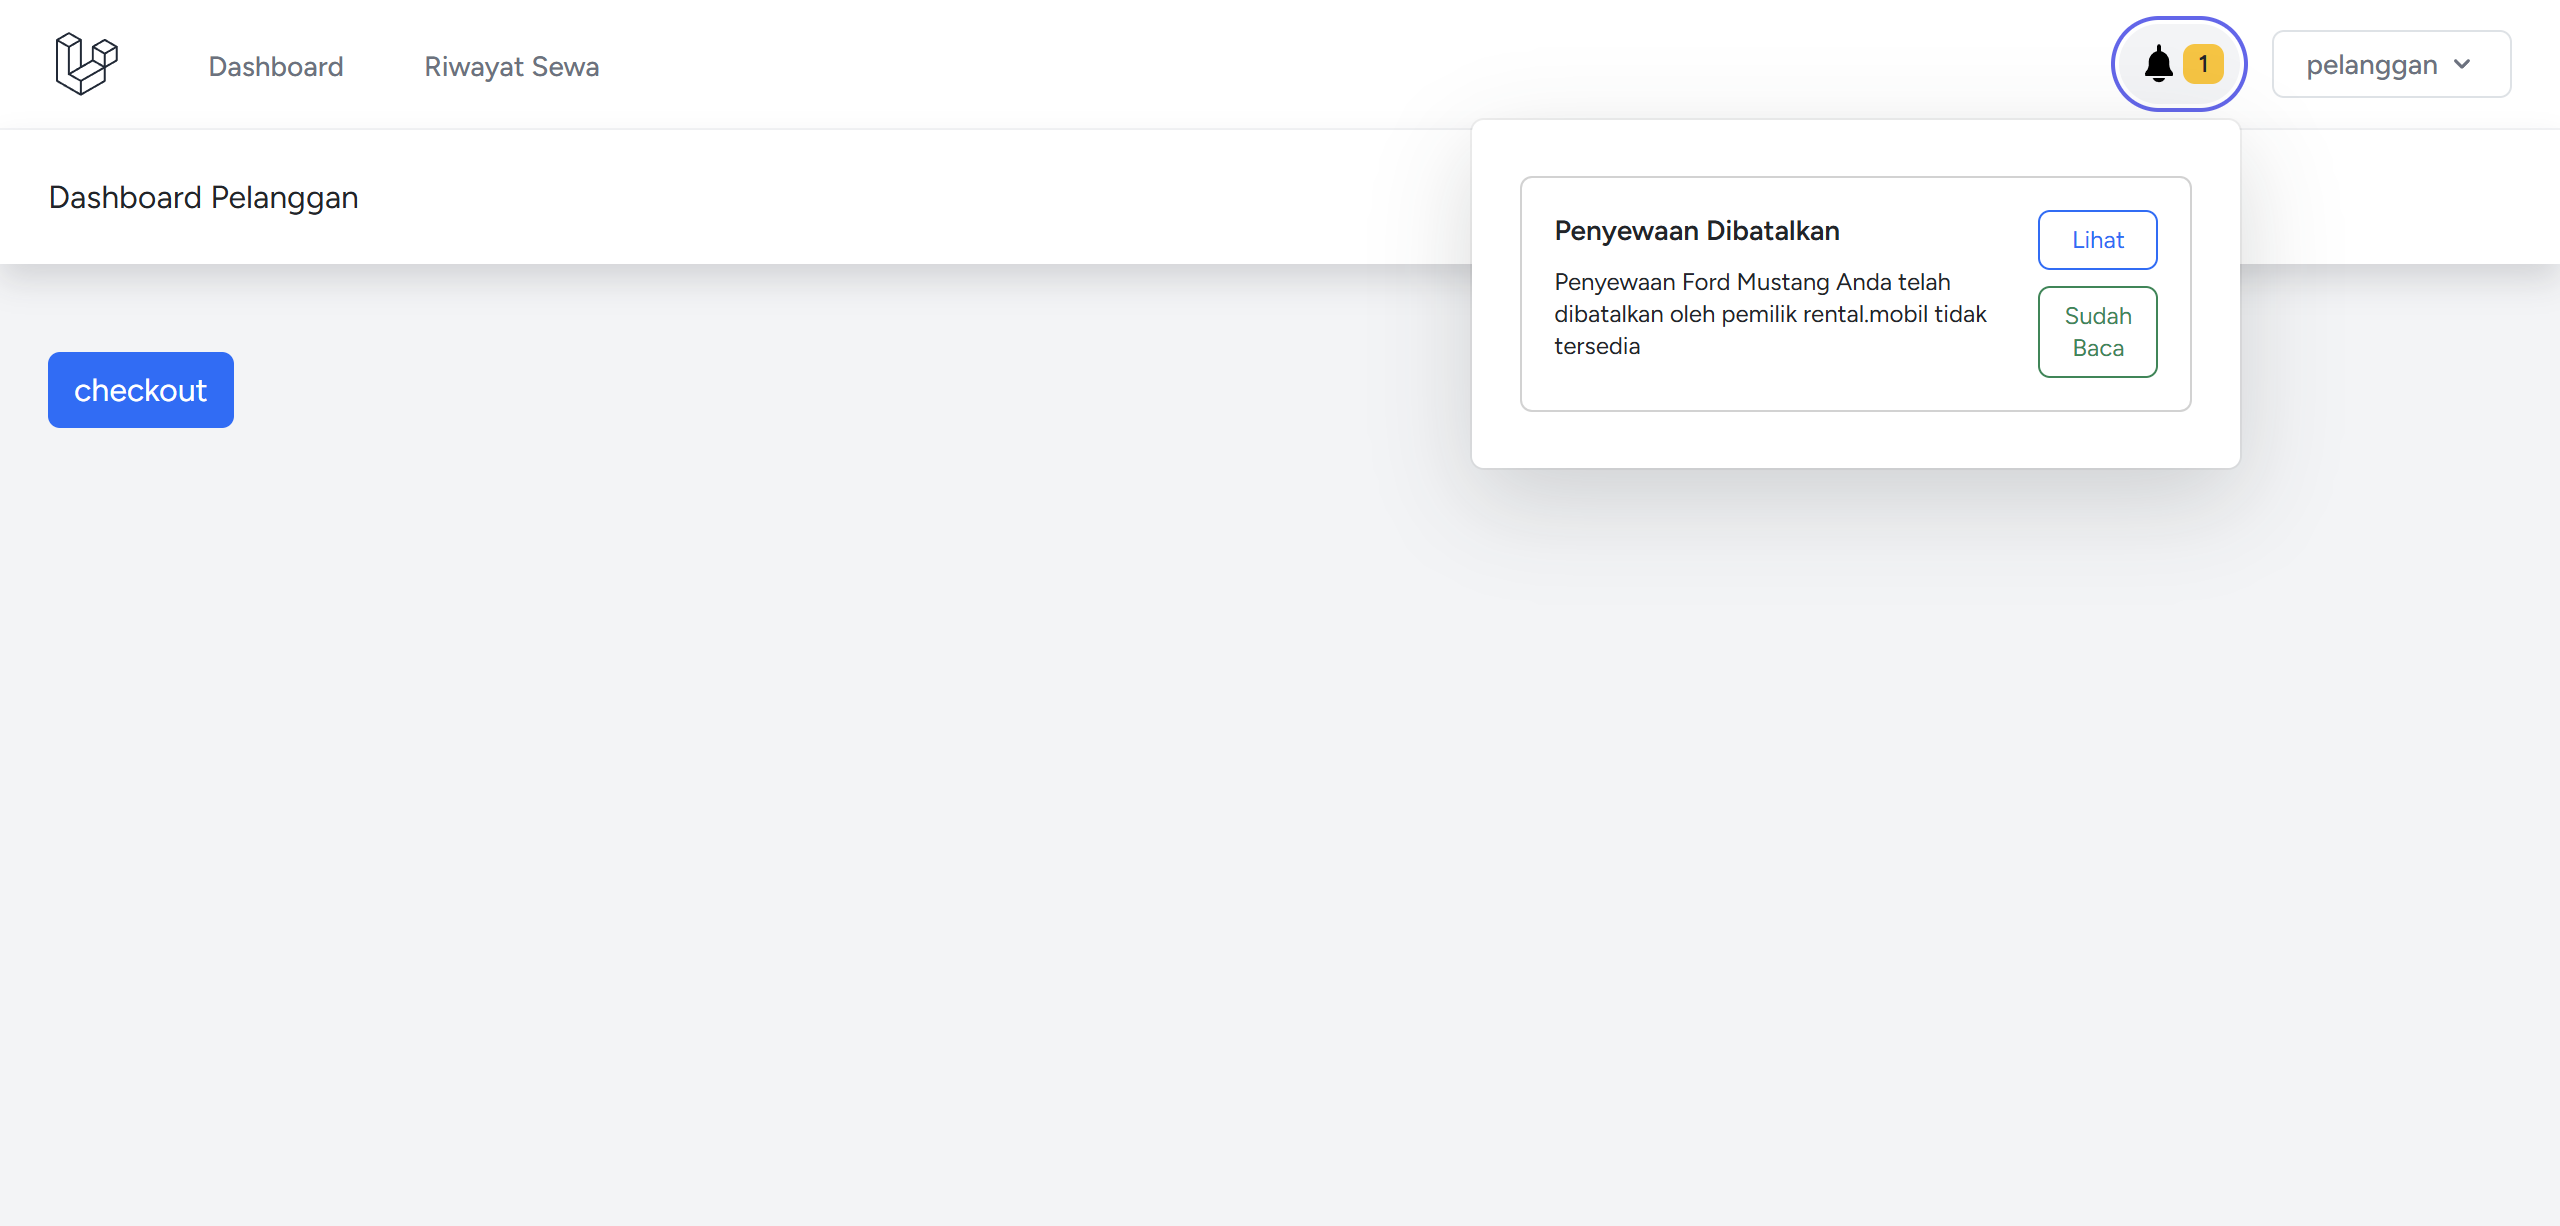 Dashboard
Riwayat Sewa
1
pelanggan
Dashboard Pelanggan
Penyewaan Dibatalkan
Penyewaan Ford Mustang Anda telah
dibatalkan oleh pemilik rental.mobil tidak
tersedia
Lihat
Sudah
Baca
checkout